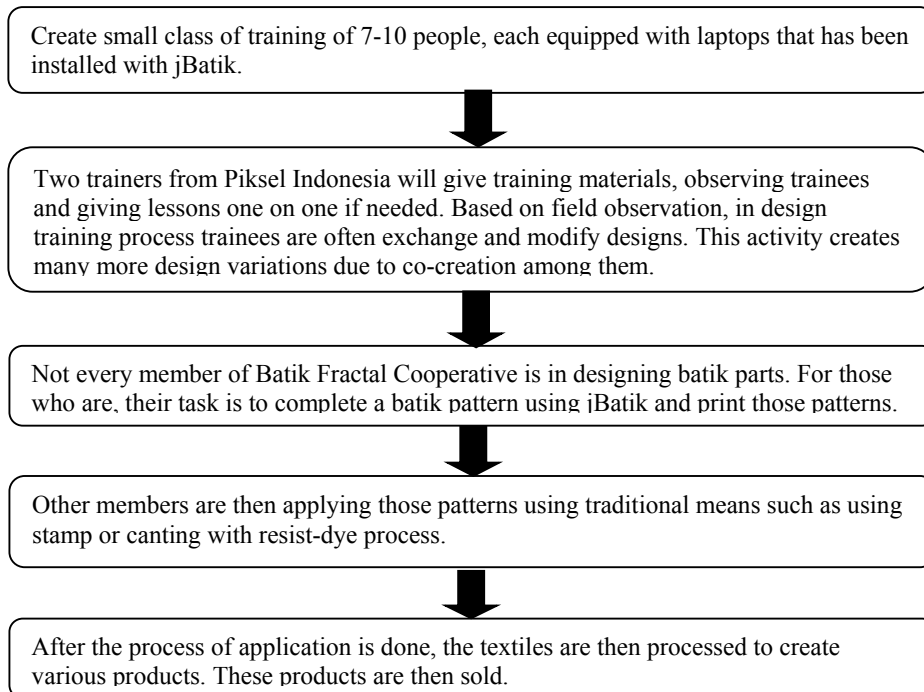 Create small class of training of 7-10 people, each equipped with laptops that has been
installed with jBatik.
Two trainers from Piksel Indonesia will give training materials, observing trainees
and giving lessons one on one if needed. Based on field observation, in design
training process trainees are often exchange and modify designs. This activity creates
many more design variations due to co-creation among them.
Not every member of Batik Fractal Cooperative is in designing batik parts. For those
who are, their task is to complete a batik pattern using jBatik and print those patterns.
Other members are then applying those patterns using traditional means such as using
stamp or canting with resist-dye process.
After the process of application is done, the textiles are then processed to create
various products. These products are then sold.